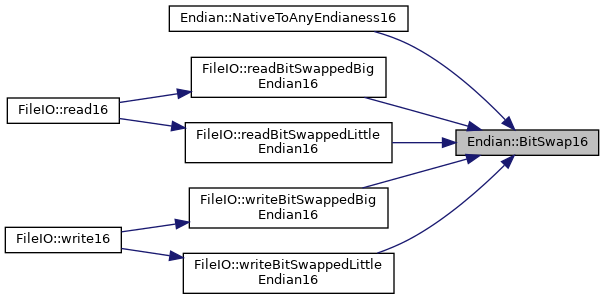 Endian::NativeToAnyEndianess16
FileIO::readBitSwappedBig
Endian16
FileIO::read16
FileIO::readBitSwappedLittle
Endian16
Endian::BitSwap16
FileIO::writeBitSwappedBig
Endian16
FileIO::write16
FileIO::writeBitSwappedLittle
Endian16